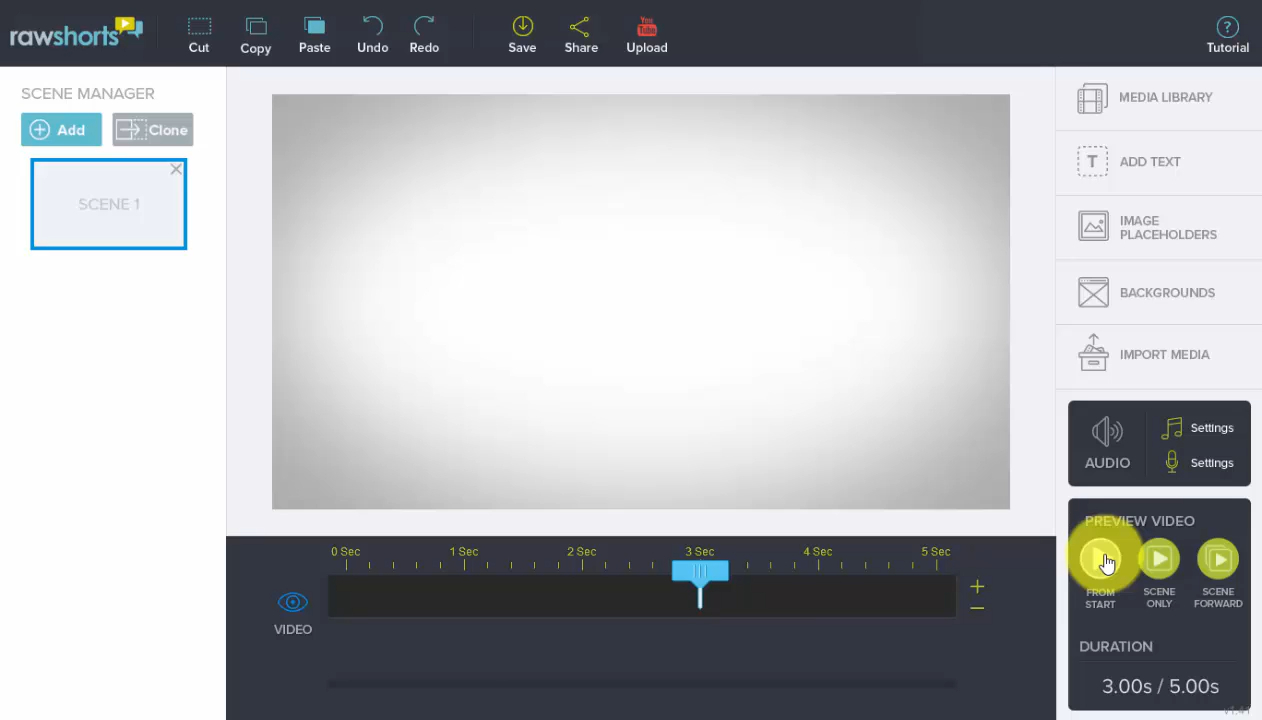 rawshorts
Cut
Copy
Paste
Undo
Redo
Save
Share
You
Tube
Upload
?
Tutorial
SCENE MANAGER
Add
Clone
SCENE 1
MEDIA LIBRARY
T
ADD TEXT
IMAGE
PLACEHOLDERS
BACKGROUNDS
IMPORT MEDIA
AUDIO
Settings
Settings
PREVIEW VIDEO
FROM
START
SCENE
ONLY
SCENE
FORWARD
DURATION
3.00s / 5.00s
0 Sec
1 Sec
2 Sec
3 Sec
4 Sec
5 Sec
VIDEO